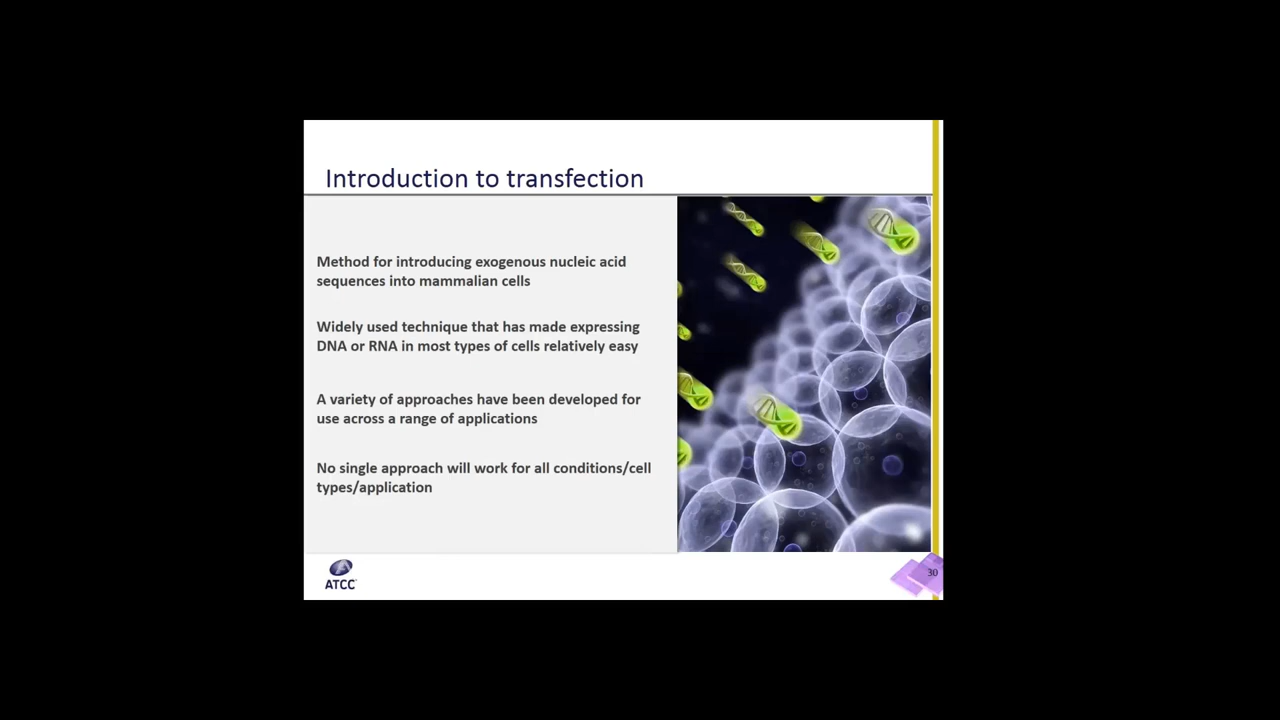 Introduction to transfection
Method for introducing exogenous nucleic acid
sequences into mammalian cells
Widely used technique that has made expressing
DNA or RNA in most types of cells relatively easy
A variety of approaches have been developed for
use across a range of applications
No single approach will work for all conditions/cell
types/application
ATCC
30